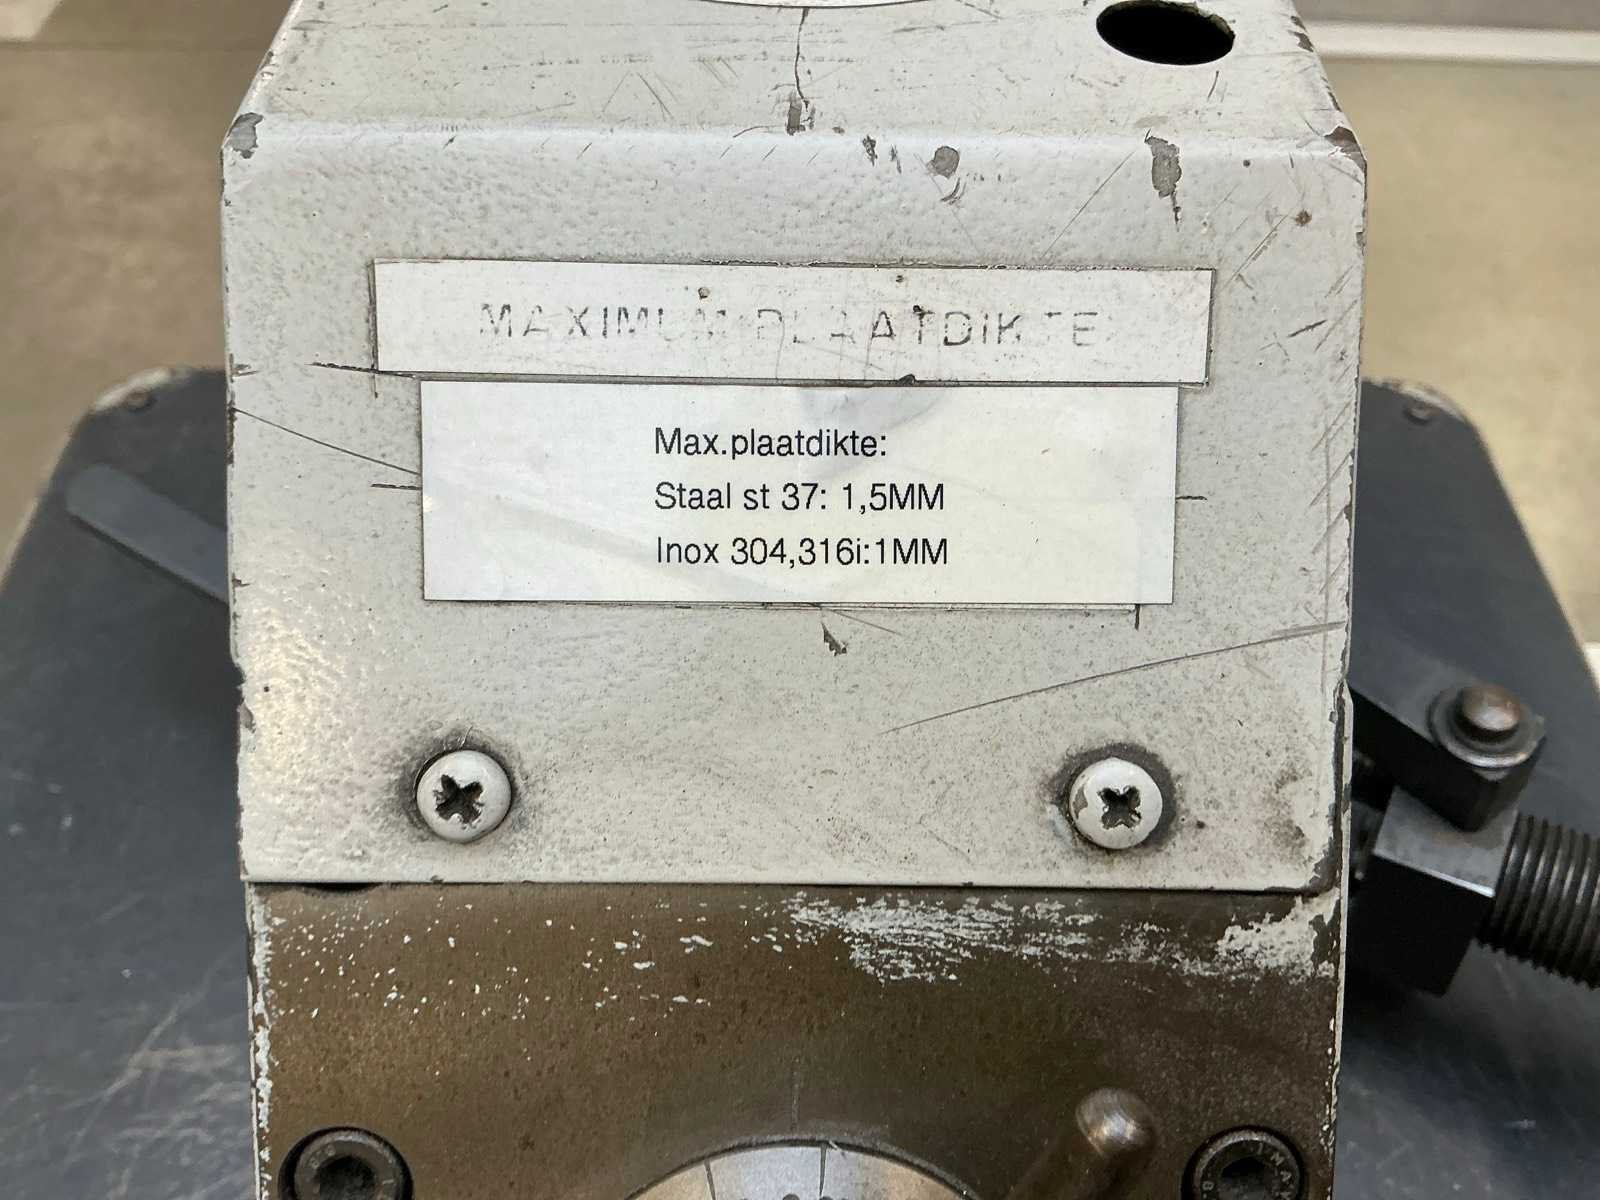 MAXIMUM PLAATDIKTE
Max.plaatdikte:
Staal st 37: 1,5MM
Inox 304,316i:1MM